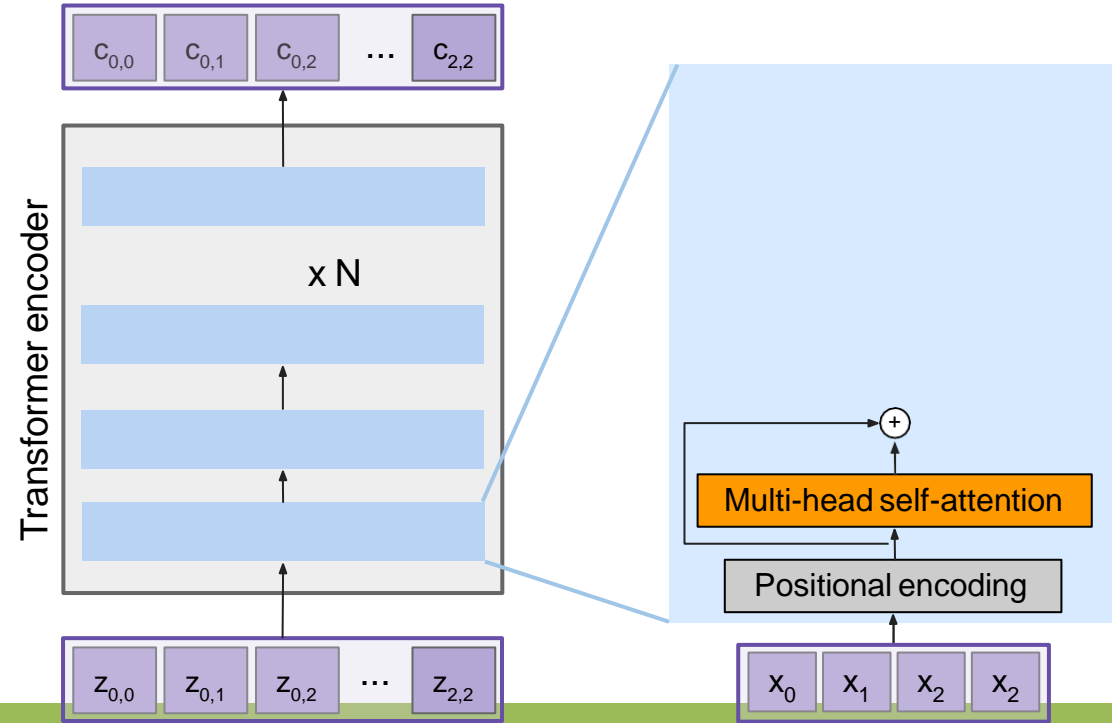 c0,0 c0,1 c0,2 ... c2,2
Transformer encoder
x N
z0,0 z0,1 z0,2 ... z2,2
+
Multi-head self-attention
Positional encoding
x0 x1 x2 x2